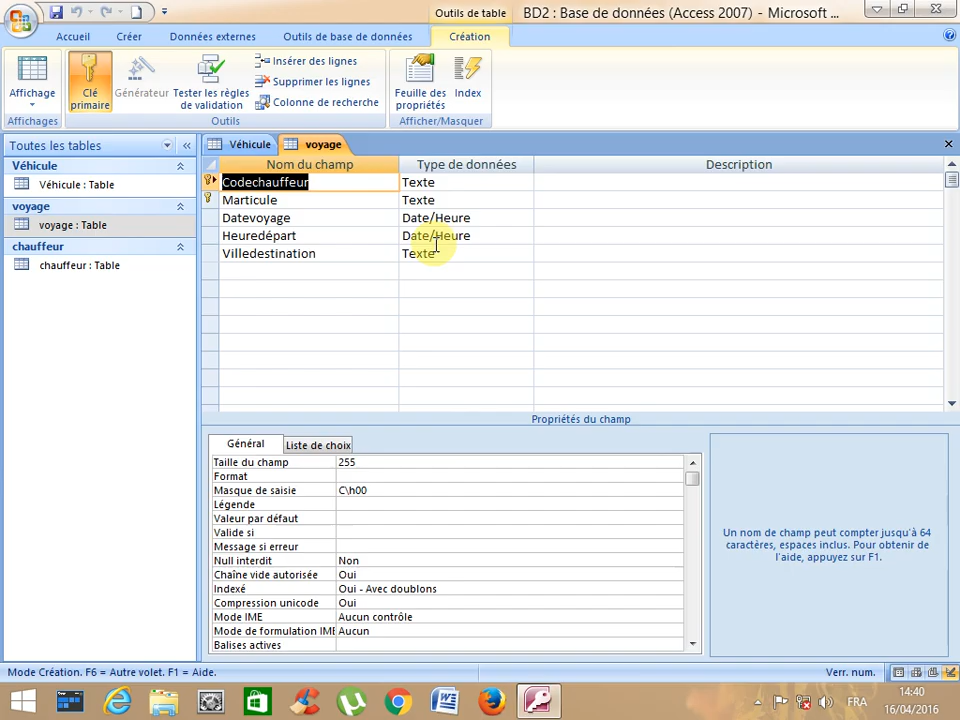 Outils de table
BD2 : Base de données (Access 2007) - Microsoft ...
Accueil
Créer
Données externes
Outils de base de données
Création
Affichage
Clé primaire
Générateur
Tester les règles de validation
Insérer des lignes
Supprimer les lignes
Colonne de recherche
Feuille des propriétés
Index
Affichages
Outils
Afficher/Masquer
Toutes les tables
Véhicule
Véhicule : Table
voyage
voyage : Table
chauffeur
chauffeur : Table
Véhicule
voyage
Nom du champ Type de données Description
Codechauffeur Texte
Marticule Texte
Datevoyage Date/Heure
Heuredépart Date/Heure
Villedestination Texte
Propriétés du champ
Général
Liste de choix
Taille du champ 255
Format
Masque de saisie C\h00
Légende
Valeur par défaut
Valide si
Message si erreur
Null interdit Non
Chaîne vide autorisée Oui
Indexé Oui - Avec doublons
Compression unicode Oui
Mode IME Aucun contrôle
Mode de formulation IME Aucun
Balises actives
Un nom de champ peut compter jusqu'à 64
caractères, espaces inclus. Pour obtenir de
l'aide, appuyez sur F1.
Mode Création. F6 = Autre volet. F1 = Aide.
Verr. num.
FRA
14:40
16/04/2016